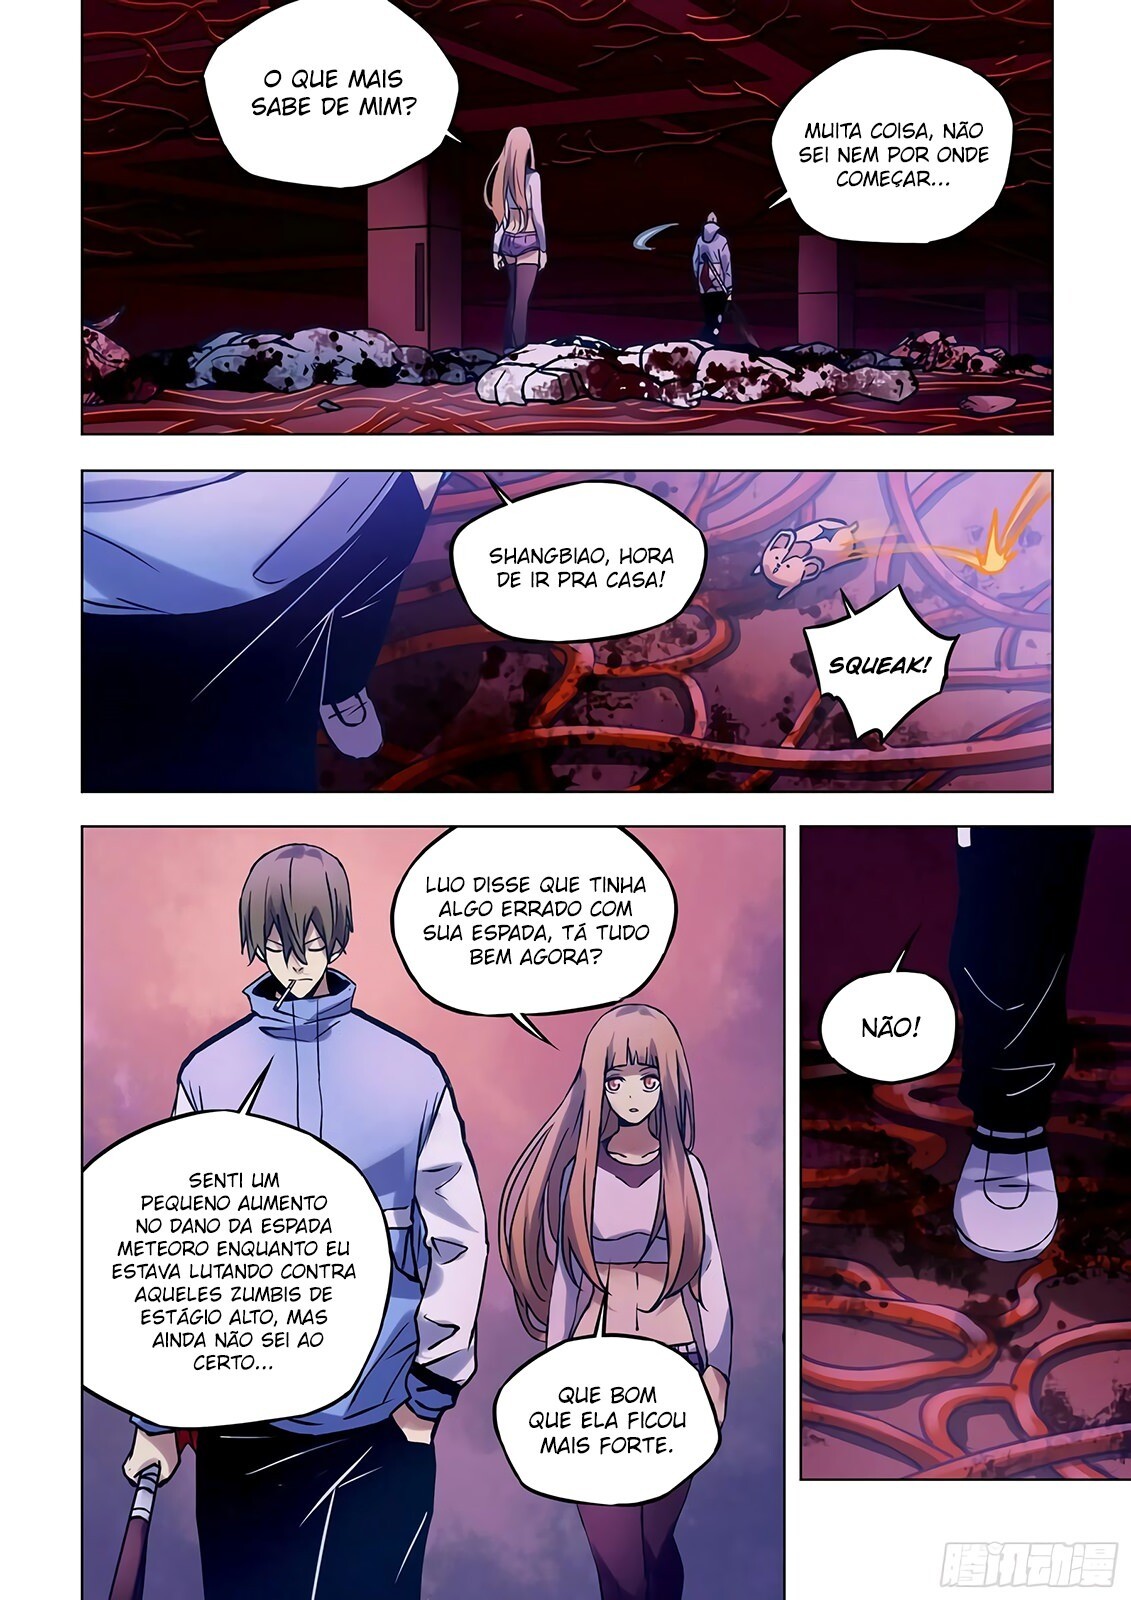 O QUE MAIS
SABE DE MIM?
MUITA COISA, NÃO
SEI NEM POR ONDE
COMEÇAR...
SHANGBIAO, HORA
DE IR PRA CASA!
SQUEAK!
LUO DISSE QUE TINHA
ALGO ERRADO COM
SUA ESPADA, TÁ TUDO
BEM AGORA?
SENTI UM
PEQUENO AUMENTO
NO DANO DA ESPADA
METEORO ENQUANTO EU
ESTAVA LUTANDO CONTRA
AQUELES ZUMBIS DE
ESTÁGIO ALTO, MAS
AINDA NÃO SEI AO
CERTO...
QUE BOM
QUE ELA FICOU
MAIS FORTE.
NÃO!
腾讯动漫